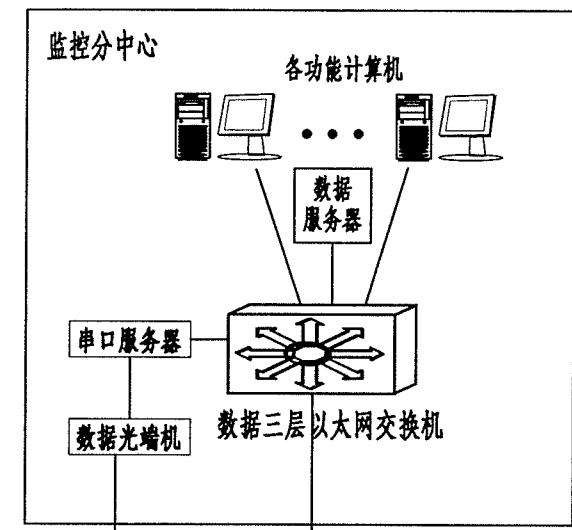 监控分中心
各功能计算机
数据
服务器
串口服务器
数据光端机
数据三层以太网交换机